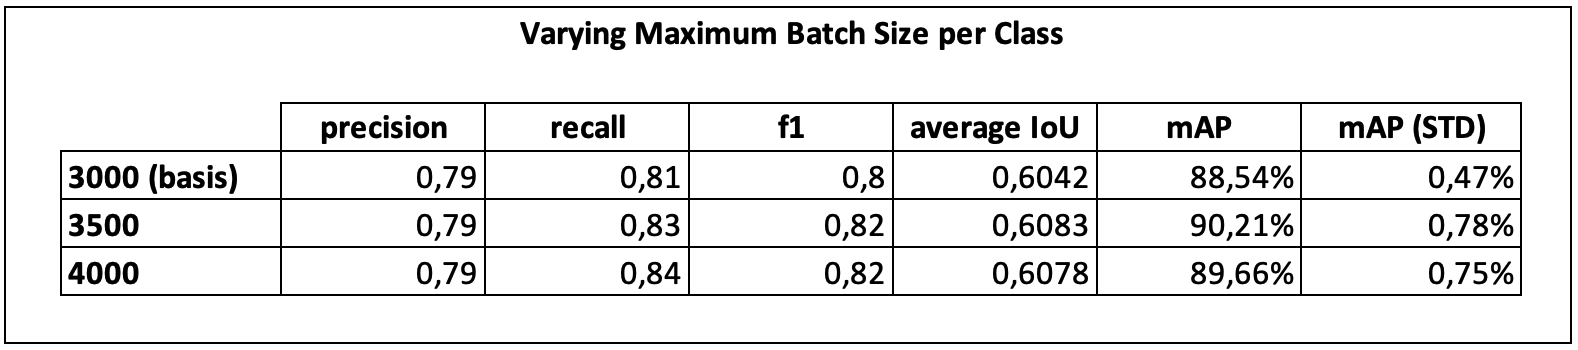 Varying Maximum Batch Size per Class
precision recall f1 average IoU mAP mAP (STD)
3000 (basis) 0,79 0,81 0,8 0,6042 88,54% 0,47%
3500 0,79 0,83 0,82 0,6083 90,21% 0,78%
4000 0,79 0,84 0,82 0,6078 89,66% 0,75%